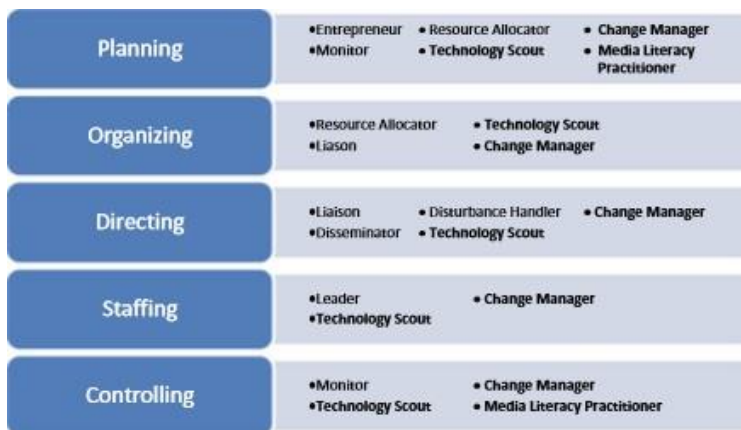 Planning
•Entrepreneur • Resource Allocator • Change Manager
•Monitor • Technology Scout • Media Literacy
Practitioner
Organizing
•Resource Allocator • Technology Scout
•Liason • Change Manager
Directing
•Liaison • Disturbance Handler • Change Manager
•Disseminator • Technology Scout
Staffing
•Leader • Change Manager
•Technology Scout
Controlling
•Monitor • Change Manager
•Technology Scout • Media Literacy Practitioner